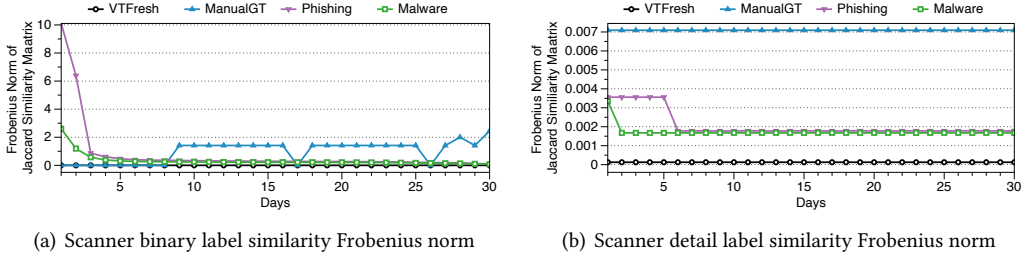 VTFresh ManualGT Phishing Malware
Frobenius Norm of
Jaccard Similiarity Maatrix
10
8
6
4
2
0
5 10 15 20 25 30
Days
(a) Scanner binary label similarity Frobenius norm
VTFresh ManualGT Phishing Malware
Frobenius Norm of
Jaccard Similiarity Maatrix
0.007
0.006
0.005
0.004
0.003
0.002
0.001
0
5 10 15 20 25 30
Days
(b) Scanner detail label similarity Frobenius norm